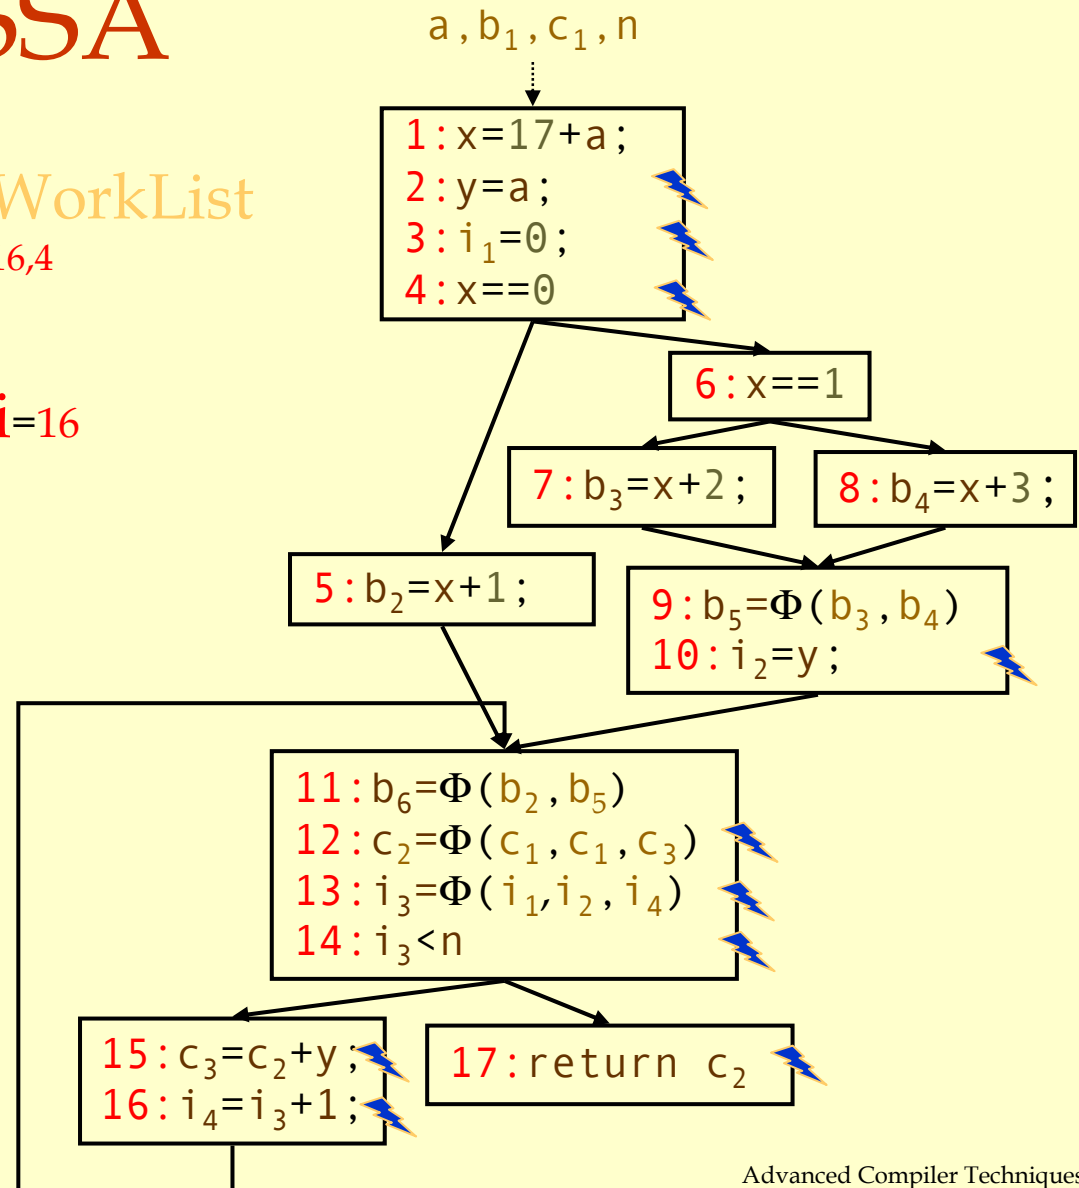 SSA
a,b₁,c₁,n
1:x=17+a;
WorkList
2:y=a;
16,4
3:i₁=0;
4:x==0
6:x==1
i=16
7:b₃=x+2;
8:b₄=x+3;
5:b₂=x+1;
9:b₅=Φ(b₃,b₄)
10:i₂=y;
11:b₆=Φ(b₂,b₅)
12:c₂=Φ(c₁,c₁,c₃)
13:i₃=Φ(i₁,i₂,i₄)
14:i₃<n
15:c₃=c₂+y;
16:i₄=i₃+1;
17:return c₂
Advanced Compiler Techniques